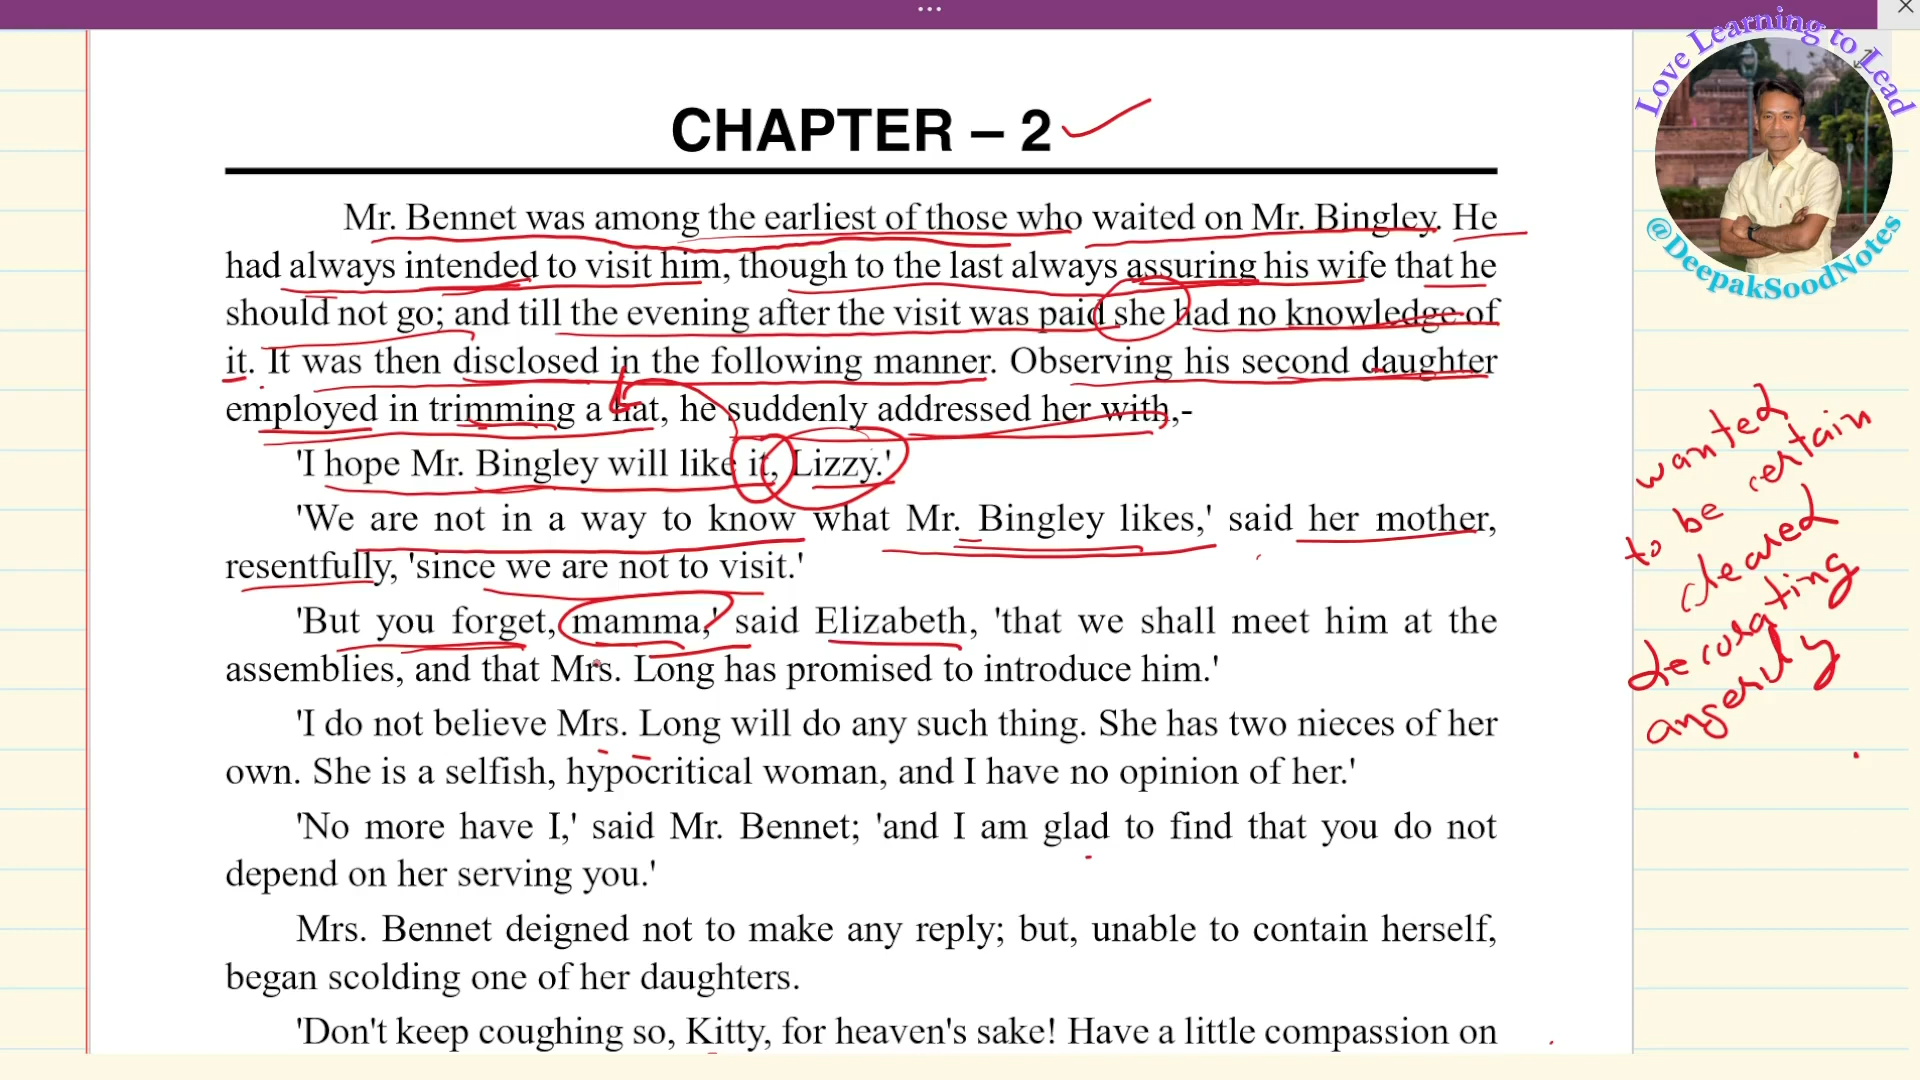 CHAPTER – 2
Mr. Bennet was among the earliest of those who waited on Mr. Bingley. He
had always intended to visit him, though to the last always assuring his wife that he
should not go; and till the evening after the visit was paid she had no knowledge of
it. It was then disclosed in the following manner. Observing his second daughter
employed in trimming a hat, he suddenly addressed her with,-
'I hope Mr. Bingley will like it, Lizzy.'
'We are not in a way to know what Mr. Bingley likes,' said her mother,
resentfully, 'since we are not to visit.'
'But you forget, mamma,' said Elizabeth, 'that we shall meet him at the
assemblies, and that Mrs. Long has promised to introduce him.'
'I do not believe Mrs. Long will do any such thing. She has two nieces of her
own. She is a selfish, hypocritical woman, and I have no opinion of her.'
'No more have I,' said Mr. Bennet; 'and I am glad to find that you do not
depend on her serving you.'
Mrs. Bennet deigned not to make any reply; but, unable to contain herself,
began scolding one of her daughters.
'Don't keep coughing so, Kitty, for heaven's sake! Have a little compassion on
Love Learning to Lead
@DeepakSoodNotes
wanted
to be certain
cleared
decorating
angerly